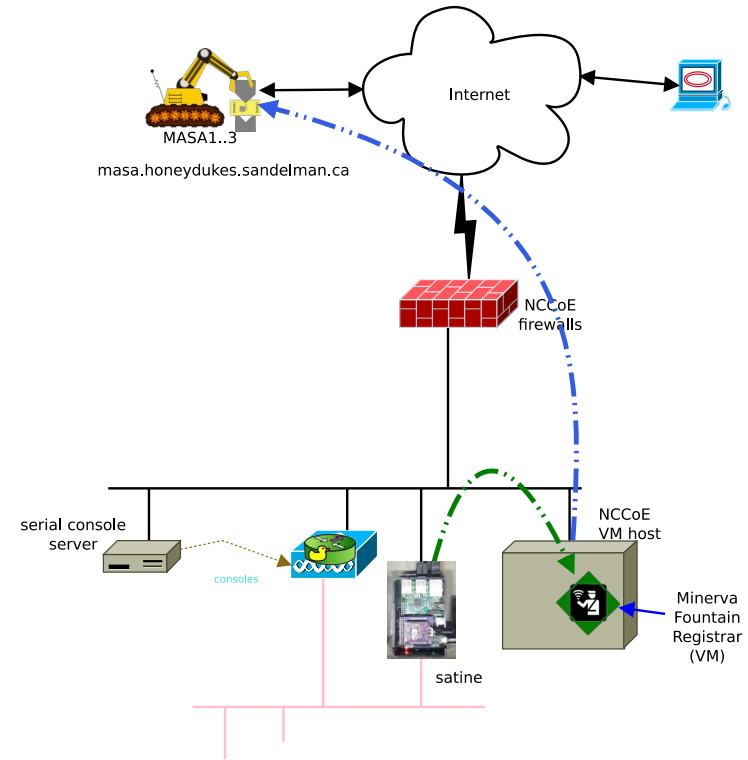 Internet
MASA1..3
masa.honeydukes.sandelman.ca
NCCoE
firewalls
serial console
server
consoles
NCCoE
VM host
satine
Minerva
Fountain
Registrar
(VM)